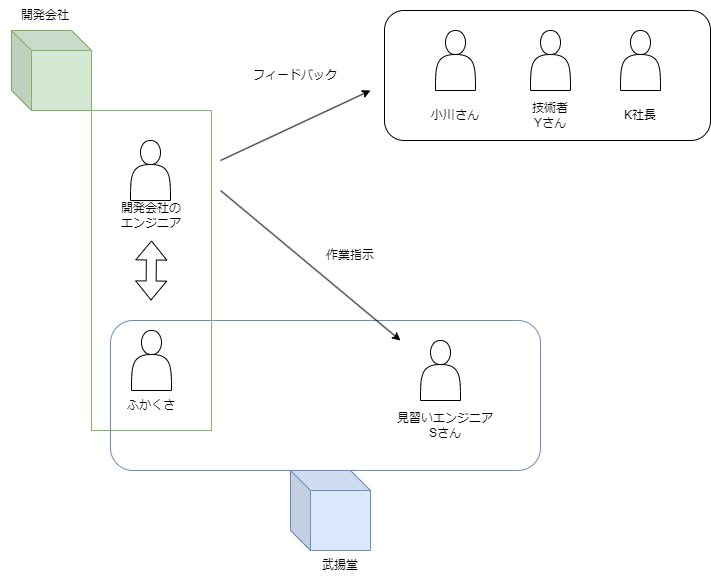 開発会社
フィードバック
小川さん
技術者
Yさん
K社長
開発会社の
エンジニア
作業指示
ふかくさ
見習いエンジニア
Sさん
武揚堂